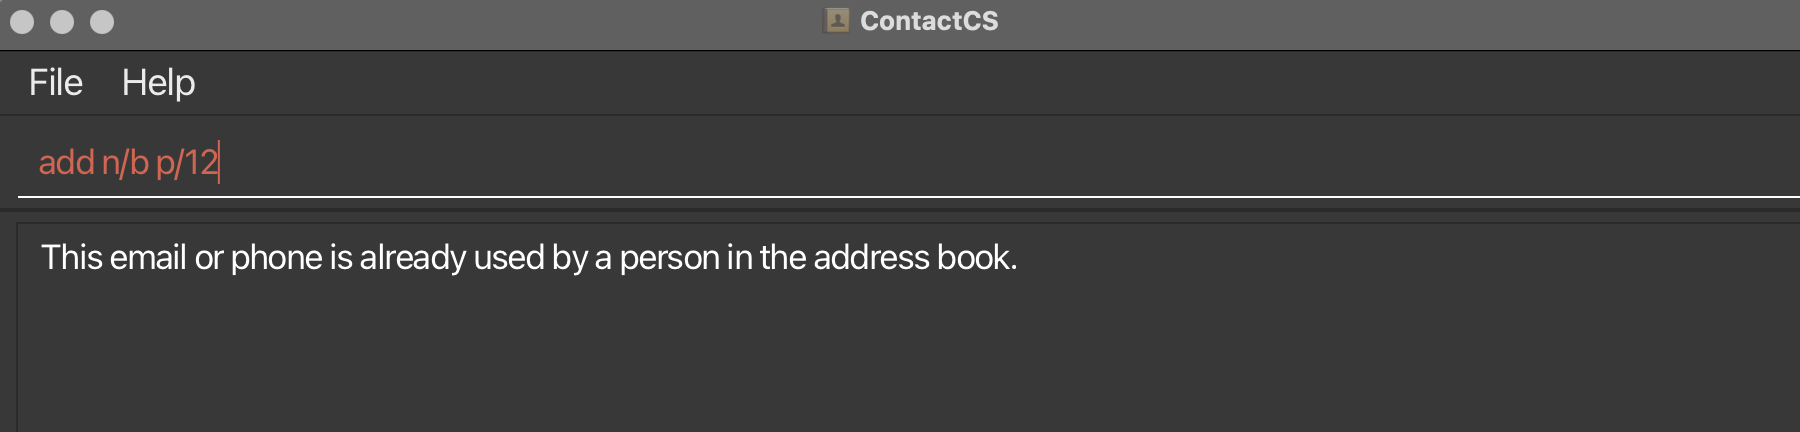 ContactCS
File Help
add n/b p/12
This email or phone is already used by a person in the address book.